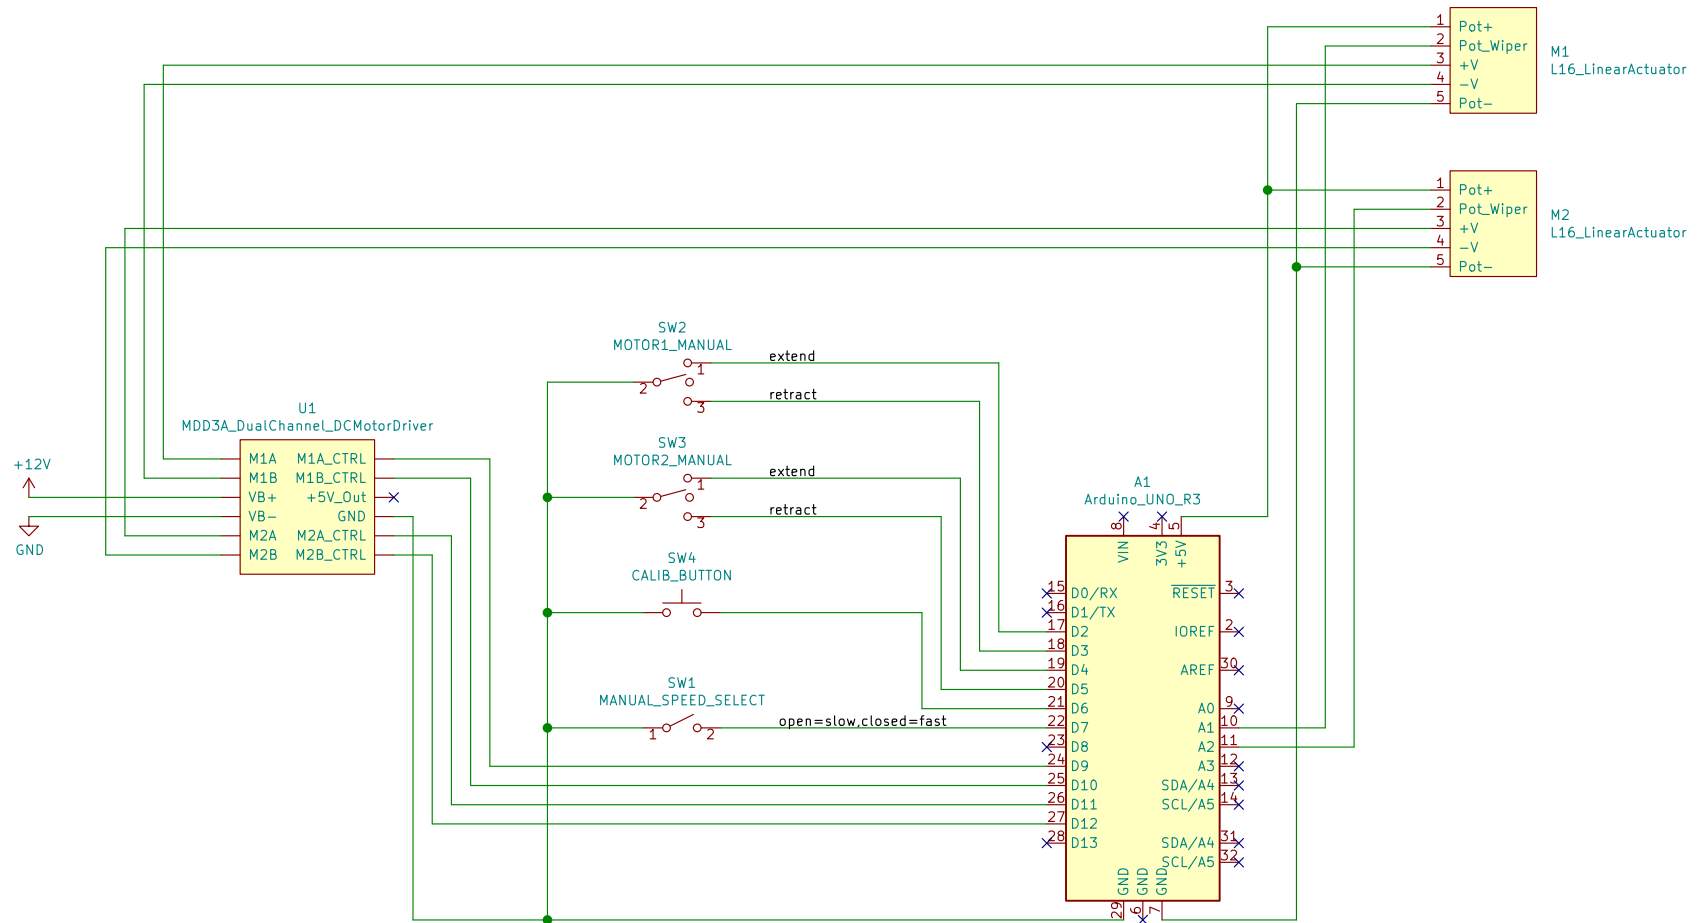 1 Pot+
2 Pot_Wiper
3 +V
4 -V
5 Pot-
M1
L16_LinearActuator
1 Pot+
2 Pot_Wiper
3 +V
4 -V
5 Pot-
M2
L16_LinearActuator
SW2
MOTOR1_MANUAL
extend
1
2
retract
3
SW3
MOTOR2_MANUAL
extend
1
2
retract
3
SW4
CALIB_BUTTON
SW1
MANUAL_SPEED_SELECT
open=slow,closed=fast
1 2
U1
MDD3A_DualChannel_DCMotorDriver
M1A M1A_CTRL
M1B M1B_CTRL
VB+ +5V_Out
VB- GND
M2A M2A_CTRL
M2B M2B_CTRL
+12V
GND
A1
Arduino_UNO_R3
8 4 5
VIN 3V3 +5V
15 D0/RX RESET 3
16 D1/TX
17 D2 IOREF 2
18 D3
19 D4 AREF 30
20 D5
21 D6 A0 9
22 D7 A1 10
23 D8 A2 11
24 D9 A3 12
25 D10 SDA/A4 13
26 D11 SCL/A5 14
27 D12
28 D13 SDA/A4 31
SCL/A5 32
GND GND GND
29 6 7